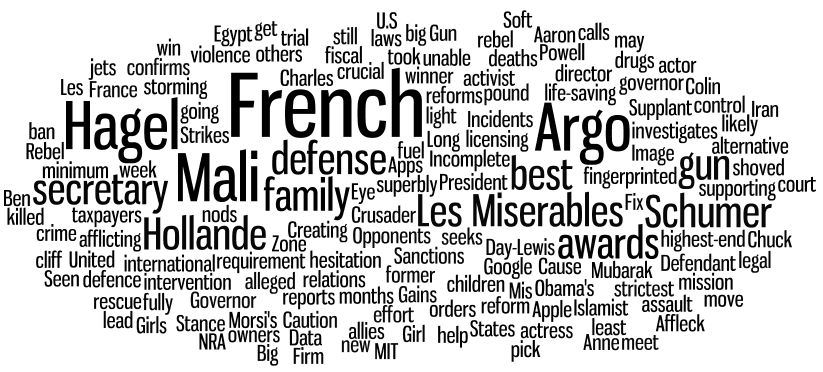 U.S Soft
Egypt get trial still laws big Gun rebel Aaron calls may
win violence others fiscal took unable deaths Powell drugs actor
jets confirms Charles crucial winner activist director governor Colin
Les France storming French reforms pound life-saving Supplant control Iran
Hagel going light Incidents Argo investigates likely
ban Strikes Long licensing Image alternative
Rebel Mali defense fuel Apps Incomplete best fingerprinted gun shoved
minimum week family Eye superbly President supporting court
Ben secretary Crusader Les Miserables Fix Schumer
killed taxpayers nods Creating Opponents seeks Day-Lewis awards highest-end Chuck
crime afflicting Hollande Zone
cliff United international requirement hesitation Sanctions Google Cause Mubarak Defendant legal
Seen defence intervention alleged relations former children Mis Obama's strictest mission
rescue fully Governor reports months Gains orders reform Apple Islamist assault move
lead Girls Stance Morsi's Caution effort
NRA owners Data allies Girl help States actress least Affleck
Big Firm new MIT pick Anne meet